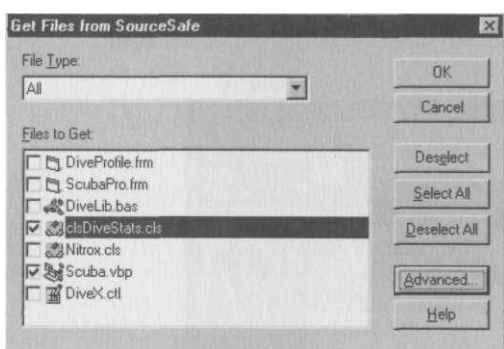 Get Files from SourceSafe
File Type:
All
Files to Get:
DiveProfile.frm
ScubaPro.frm
DiveLib.bas
clsDiveStats.cls
Nitrox.cls
Scuba.vbp
DiveX.ctl
OK
Cancel
Deselect
Select All
Deselect All
Advanced...
Help